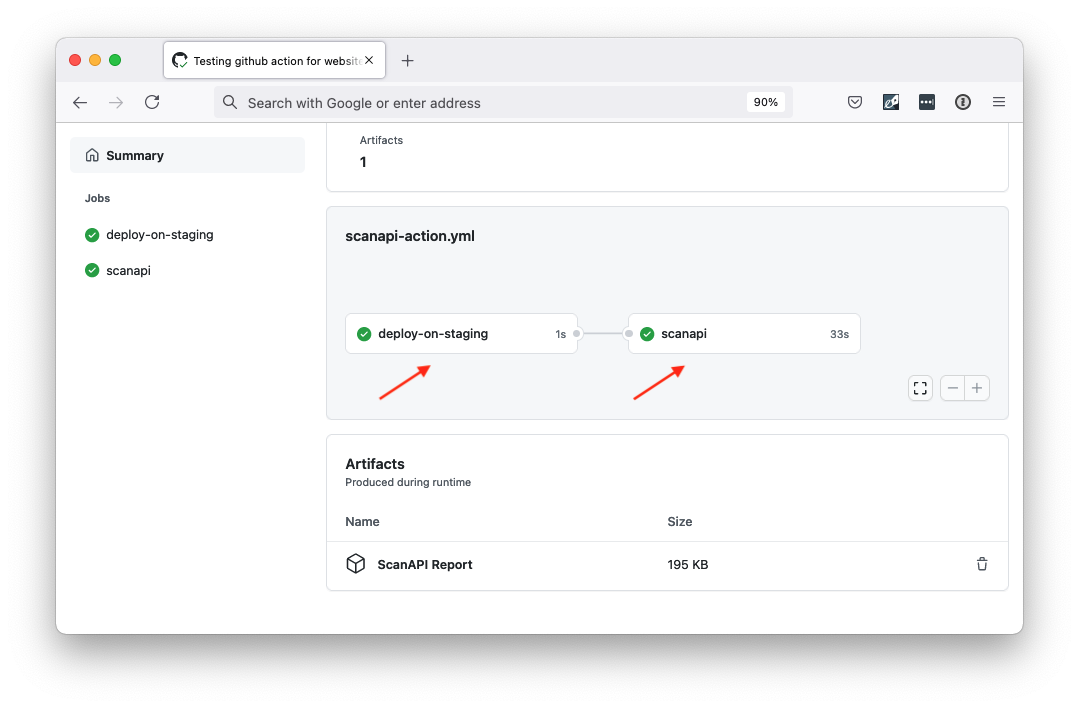 Testing github action for website
Search with Google or enter address
90%
Summary
Jobs
deploy-on-staging
scanapi
Artifacts
1
scanapi-action.yml
deploy-on-staging 1s
scanapi 33s
Artifacts
Produced during runtime
Name Size
ScanAPI Report 195 KB